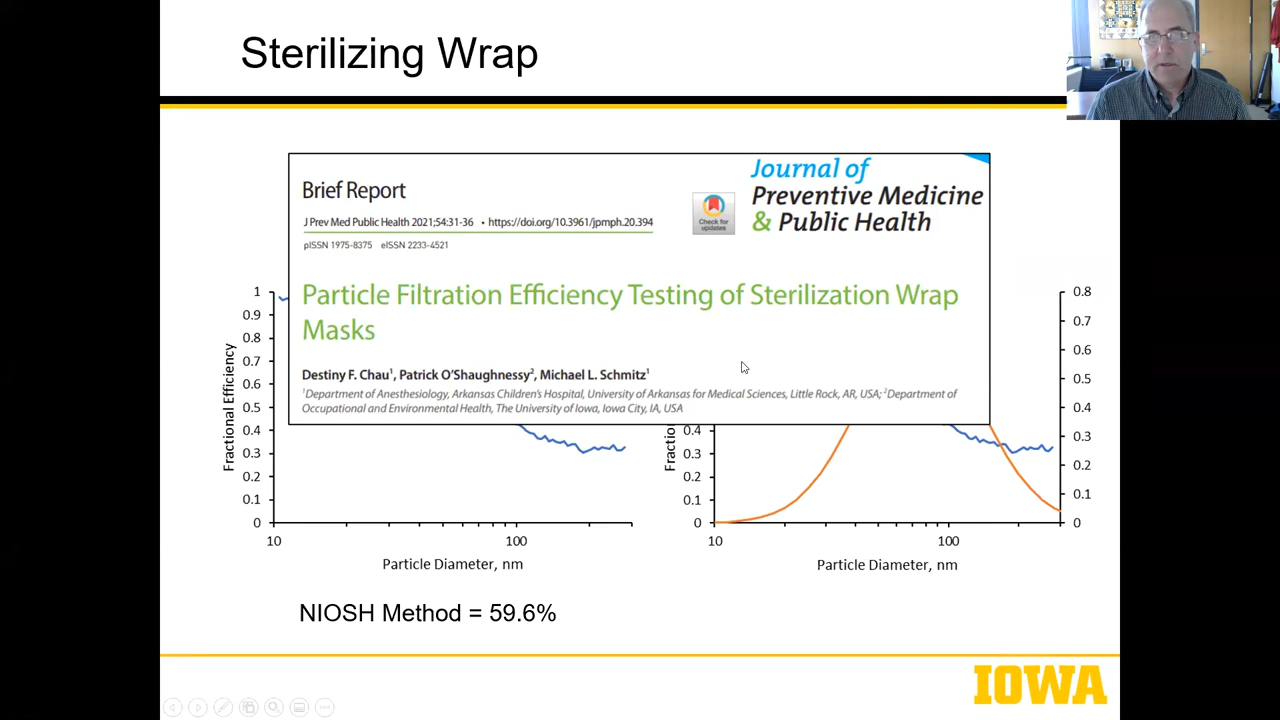 Sterilizing Wrap
Brief Report
Journal of
Preventive Medicine
& Public Health
Check for
updates
J Prev Med Public Health 2021;54:31-36 • https://doi.org/10.3961/jpmph.20.394
pISSN 1975-8375 eISSN 2233-4521
Particle Filtration Efficiency Testing of Sterilization Wrap
Masks
Destiny F. Chau1, Patrick O'Shaughnessy2, Michael L. Schmitz1
1Department of Anesthesiology, Arkansas Children's Hospital, University of Arkansas for Medical Sciences, Little Rock, AR, USA; 2Department of
Occupational and Environmental Health, The University of Iowa, Iowa City, IA, USA
Fractional Efficiency
1
0.9
0.8
0.7
0.6
0.5
0.4
0.3
0.2
0.1
0
10
100
Particle Diameter, nm
0.4
0.3
0.2
0.1
0
10
100
Particle Diameter, nm
0.8
0.7
0.6
0.5
0.4
0.3
0.2
0.1
0
NIOSH Method = 59.6%
IOWA